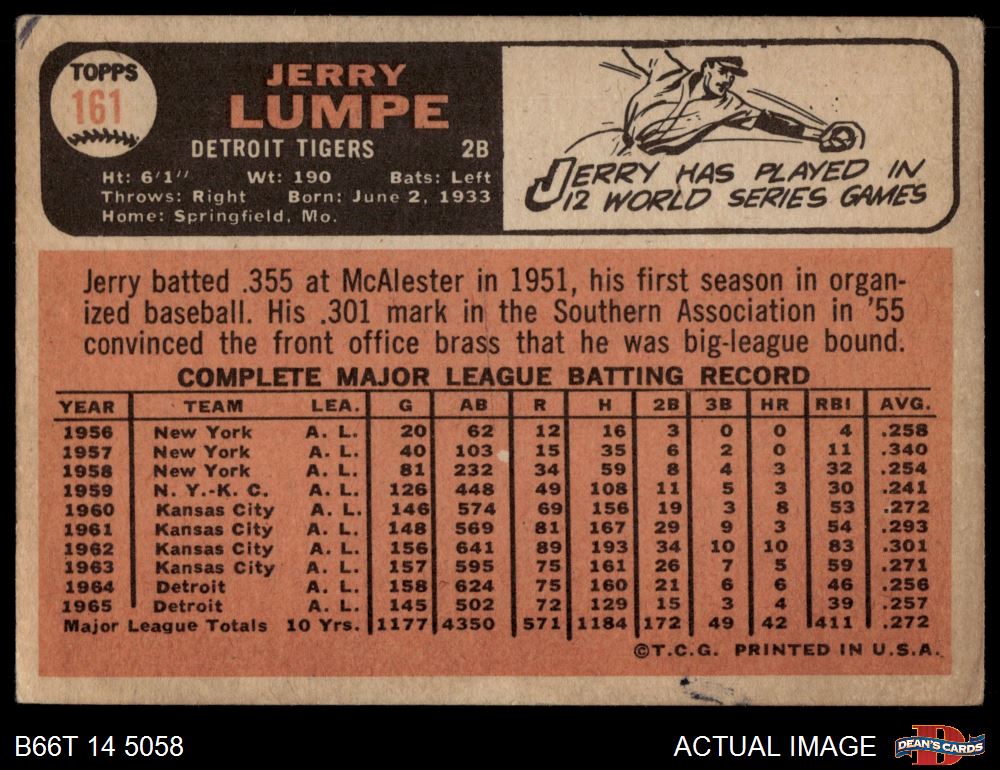 TOPPS
161
JERRY
LUMPE
DETROIT TIGERS 2B
Ht: 6'1" Wt: 190 Bats: Left
Throws: Right Born: June 2, 1933
Home: Springfield, Mo.
JERRY HAS PLAYED IN
12 WORLD SERIES GAMES
Jerry batted .355 at McAlester in 1951, his first season in organ-
ized baseball. His .301 mark in the Southern Association in '55
convinced the front office brass that he was big-league bound.
COMPLETE MAJOR LEAGUE BATTING RECORD
YEAR TEAM LEA. G AB R H 2B 3B HR RBI AVG.
1956 New York A. L. 20 62 12 16 3 0 0 4 .258
1957 New York A. L. 40 103 15 35 6 2 0 11 .340
1958 New York A. L. 81 232 34 59 8 4 3 32 .254
1959 N. Y.-K. C. A. L. 126 448 49 108 11 5 3 30 .241
1960 Kansas City A. L. 146 574 69 156 19 3 8 53 .272
1961 Kansas City A. L. 148 569 81 167 29 9 3 54 .293
1962 Kansas City A. L. 156 641 89 193 34 10 10 83 .301
1963 Kansas City A. L. 157 595 75 161 26 7 5 59 .271
1964 Detroit A. L. 158 624 75 160 21 6 6 46 .256
1965 Detroit A. L. 145 502 72 129 15 3 4 39 .257
Major League Totals 10 Yrs. 1177 4350 571 1184 172 49 42 411 .272
©T.C.G. PRINTED IN U.S.A.
B66T 14 5058
ACTUAL IMAGE
DEAN'S CARDS